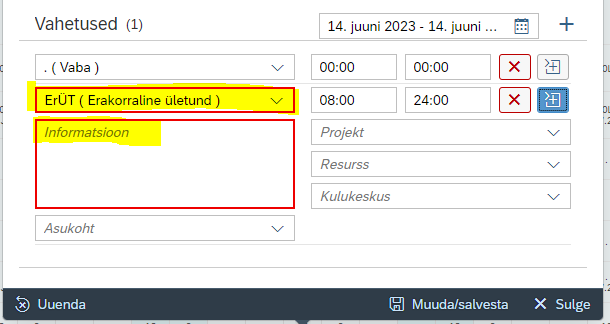 Vahetused (1) 14. juuni 2023 - 14. juuni ...
. ( Vaba ) 00:00 00:00
ErÜT ( Erakorraline ületund ) 08:00 24:00
Informatsioon Projekt
Resurss
Kulukeskus
Asukoht
Uuenda Muuda/salvesta Sulge